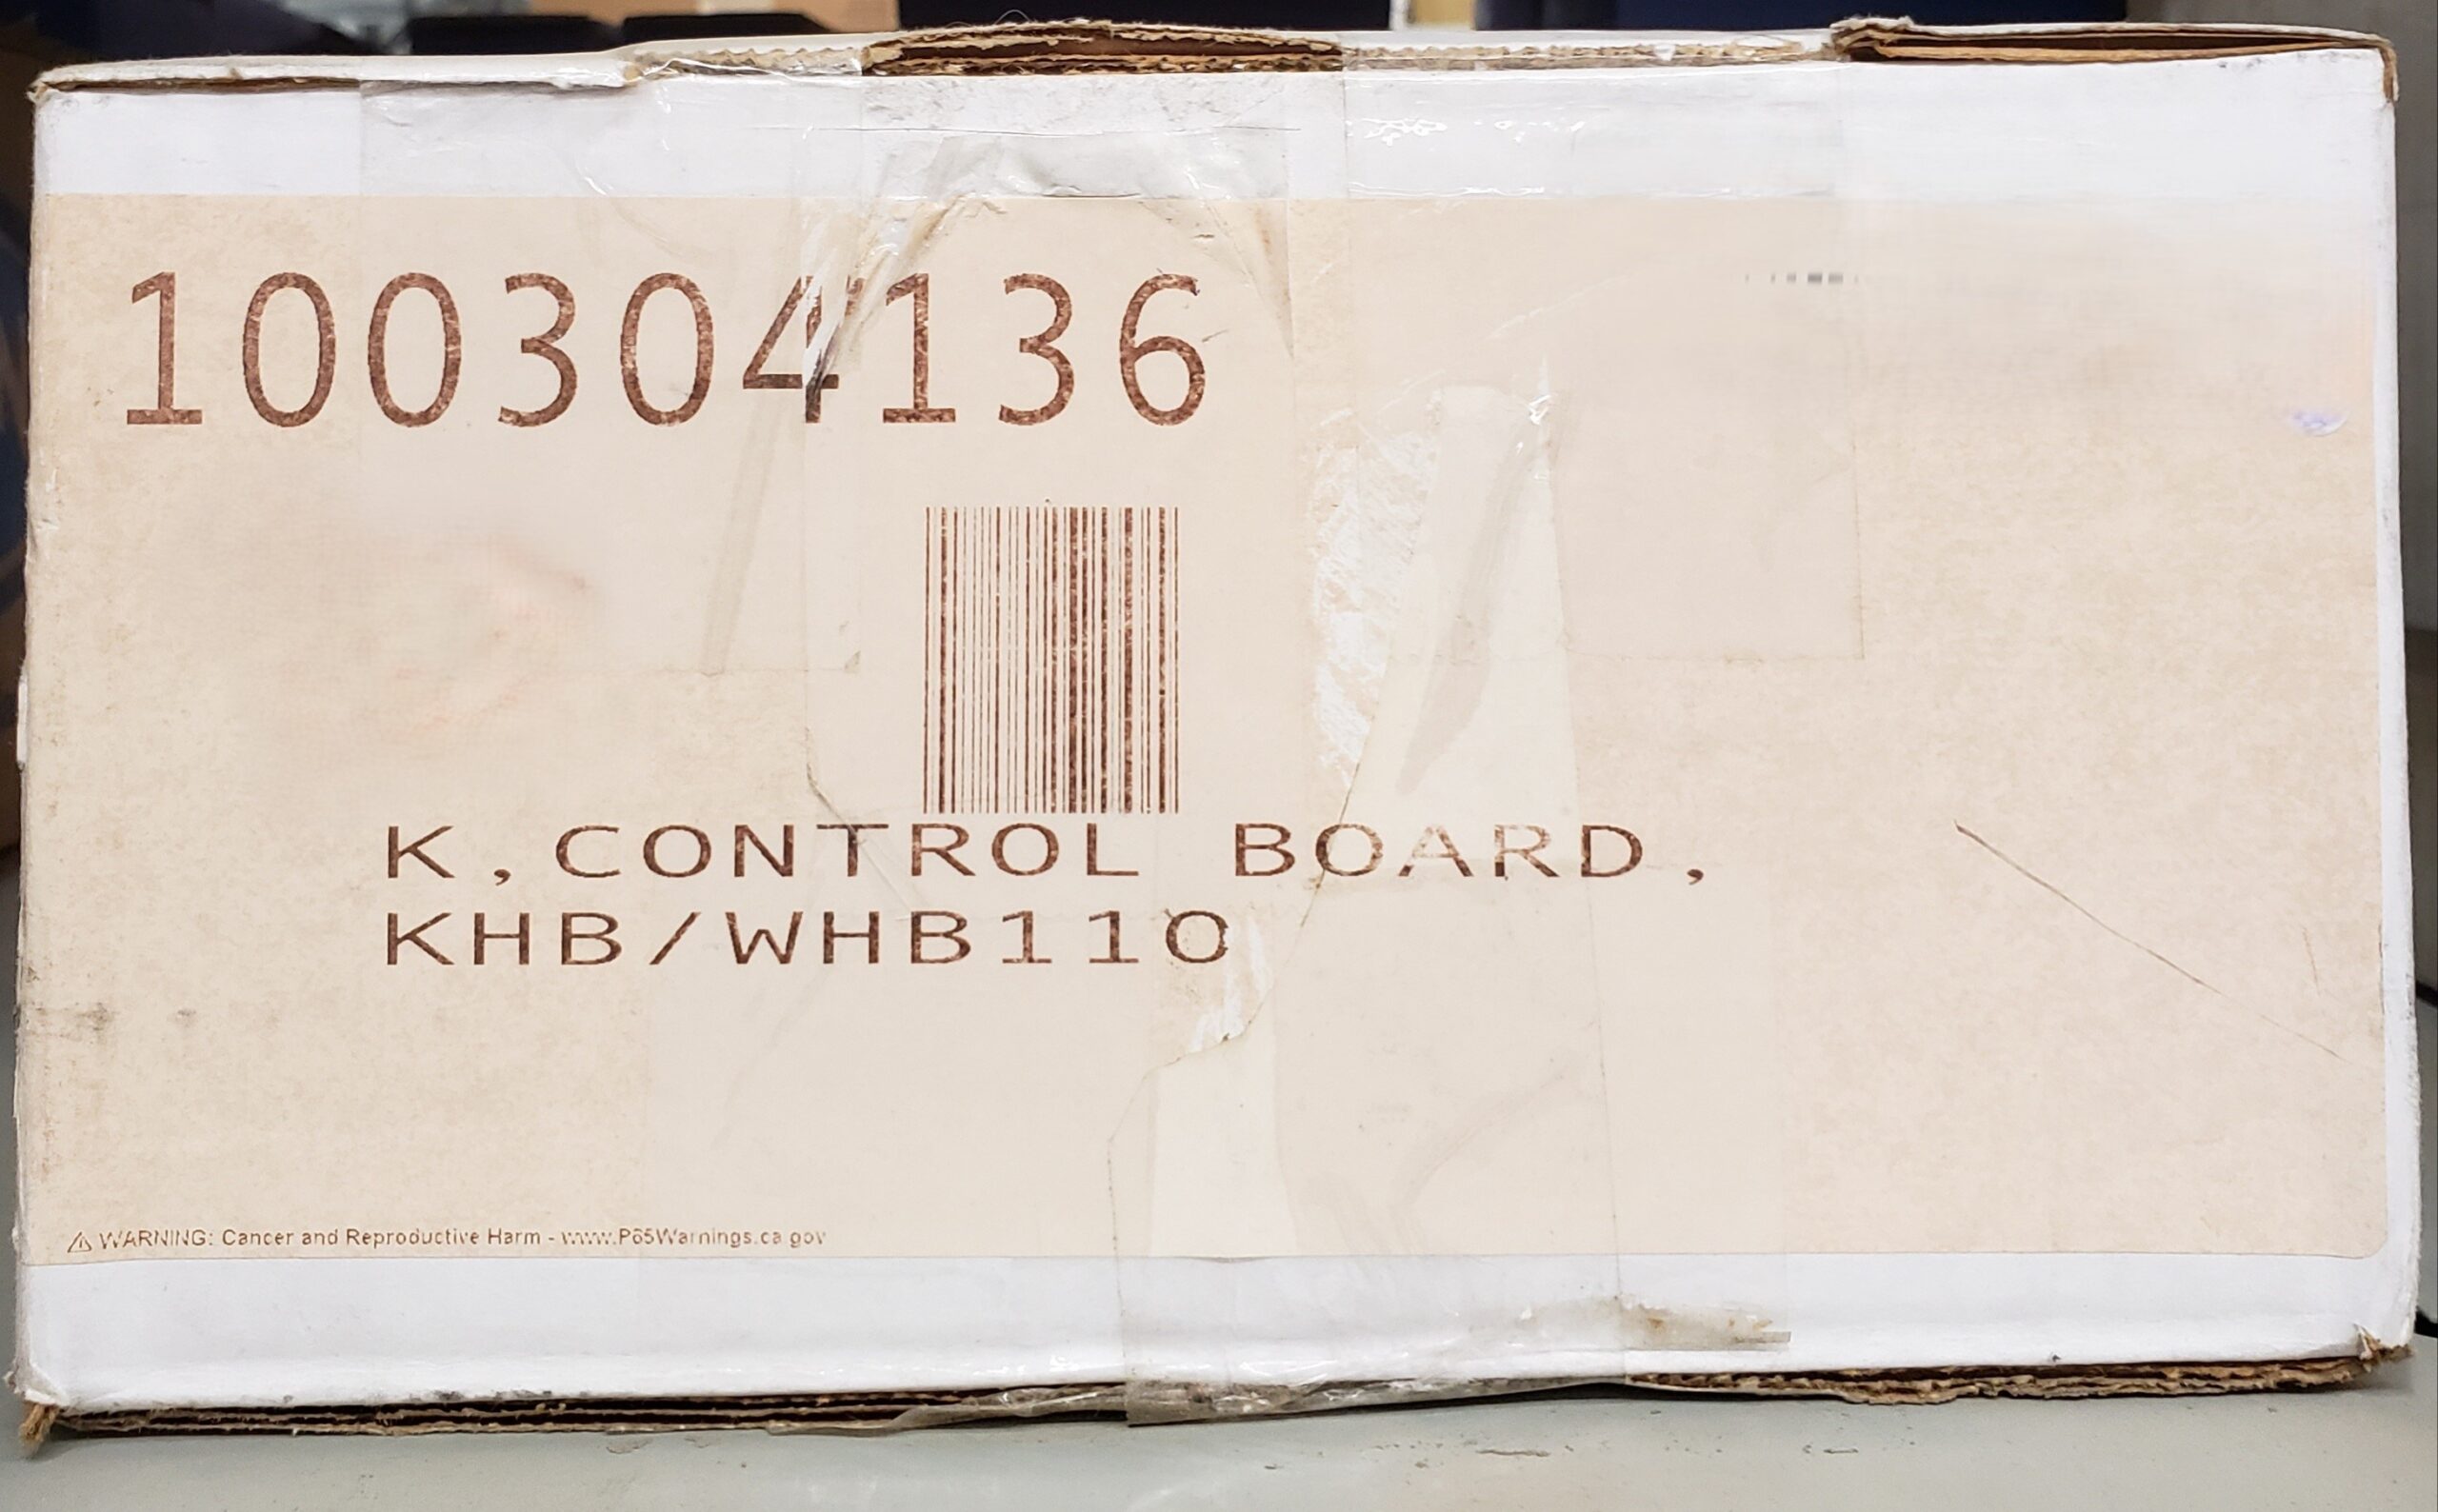 100304136
K,CONTROL BOARD,
KHB/WHB110
⚠ WARNING: Cancer and Reproductive Harm - www.P65Warnings.ca.gov